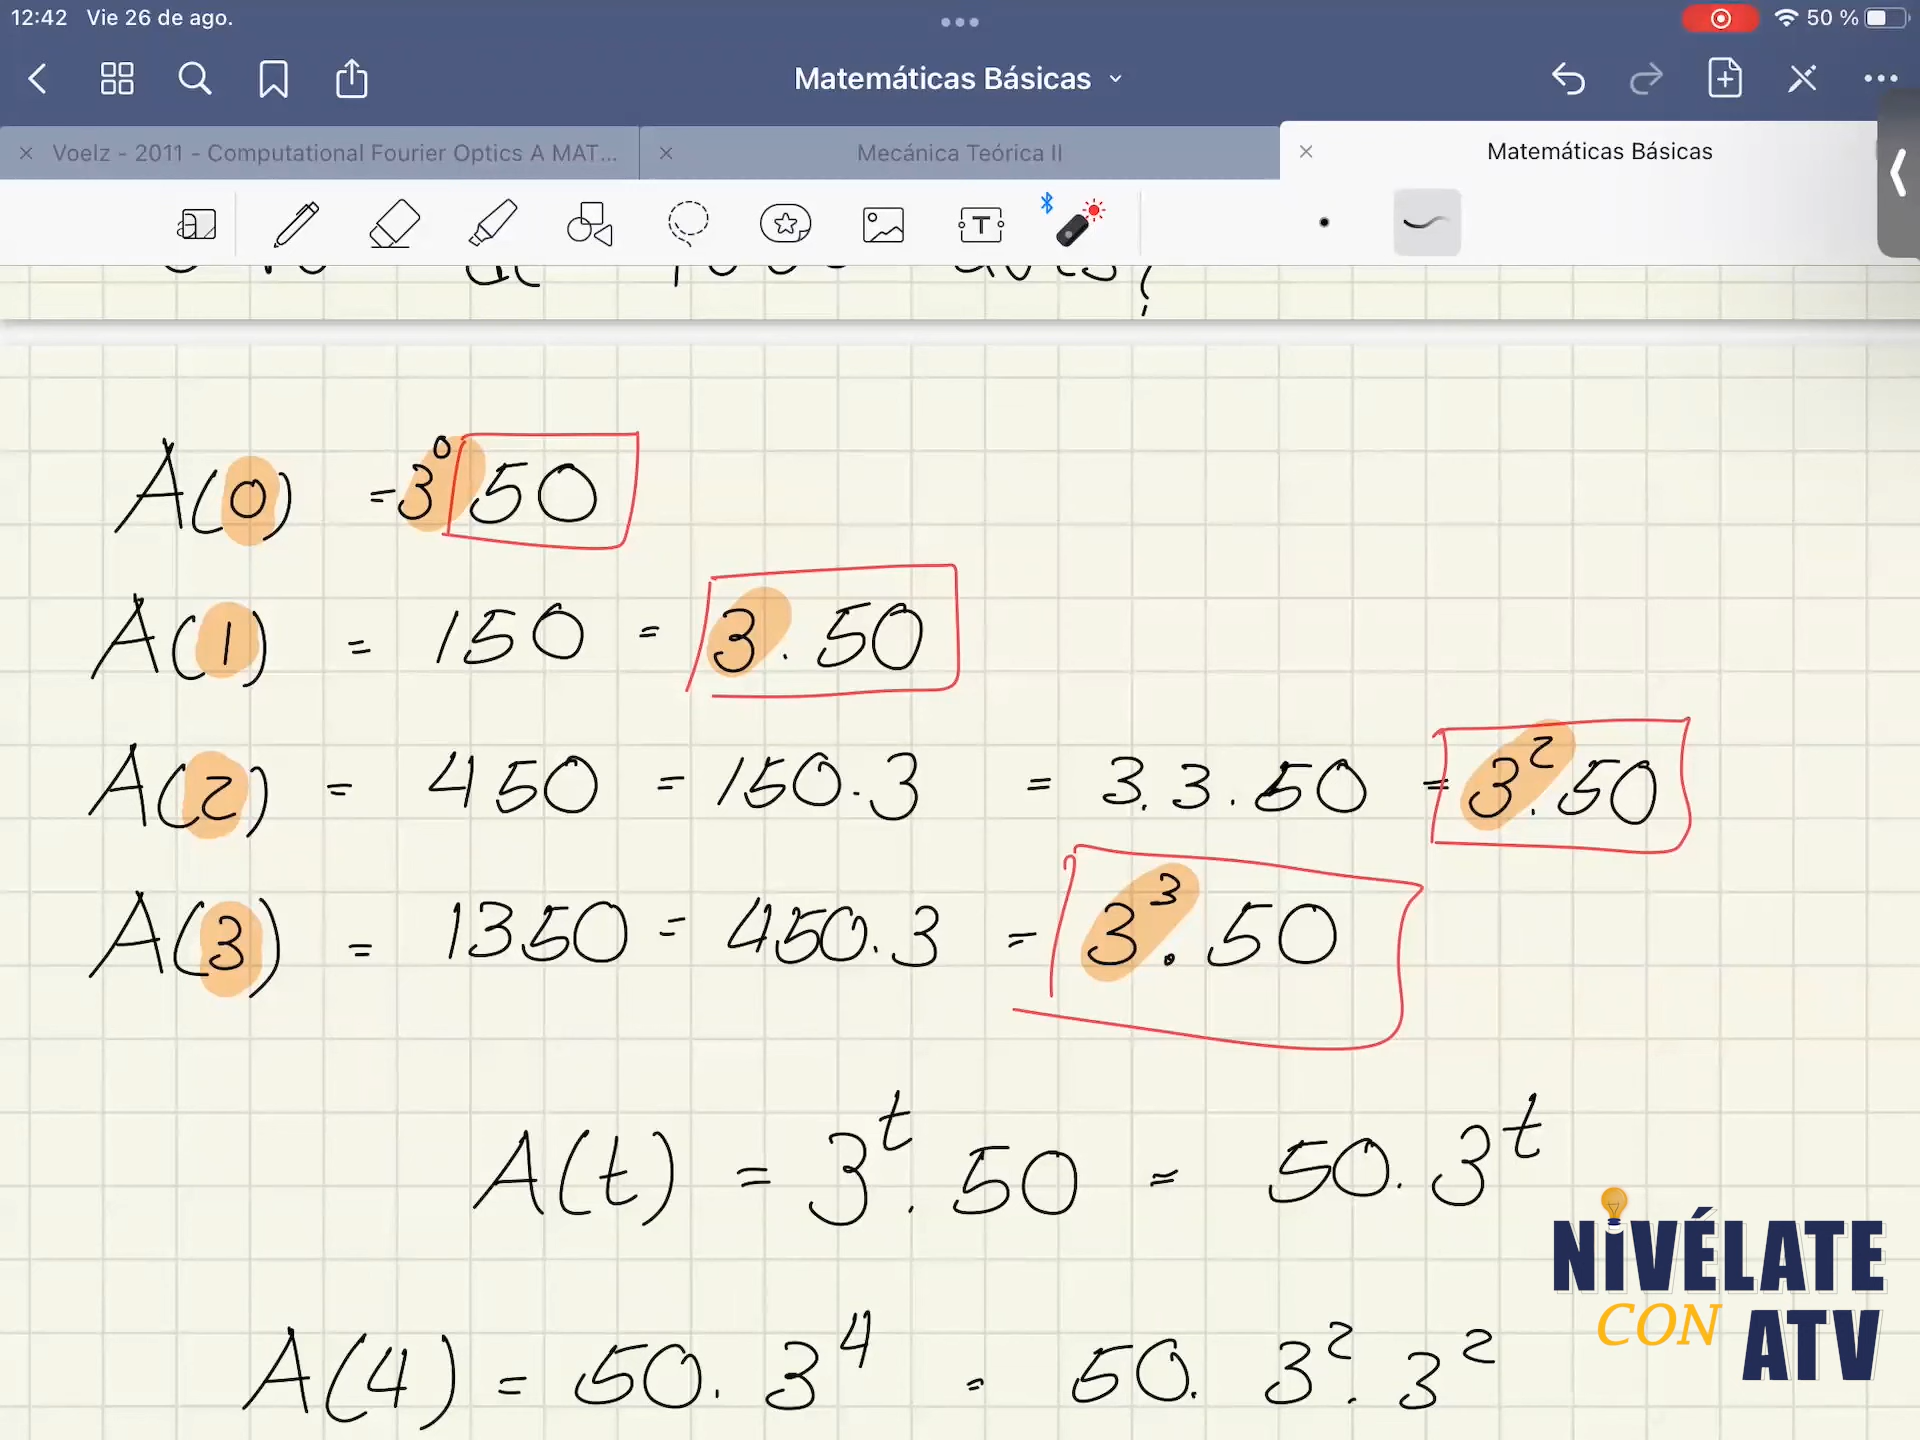 12:42 Vie 26 de ago. 50 %
Matemáticas Básicas
Voelz - 2011 - Computational Fourier Optics A MAT... Mecánica Teórica II Matemáticas Básicas
A(0) = 3⁰ 50
A(1) = 150 = 3 . 50
A(2) = 450 = 150 . 3 = 3 . 3 . 50 = 3² . 50
A(3) = 1350 = 450 . 3 = 3³ . 50
A(t) = 3ᵗ . 50 = 50 . 3ᵗ
A(4) = 50 . 3⁴ = 50 . 3² . 3²
NIVÉLATE
CON
ATV